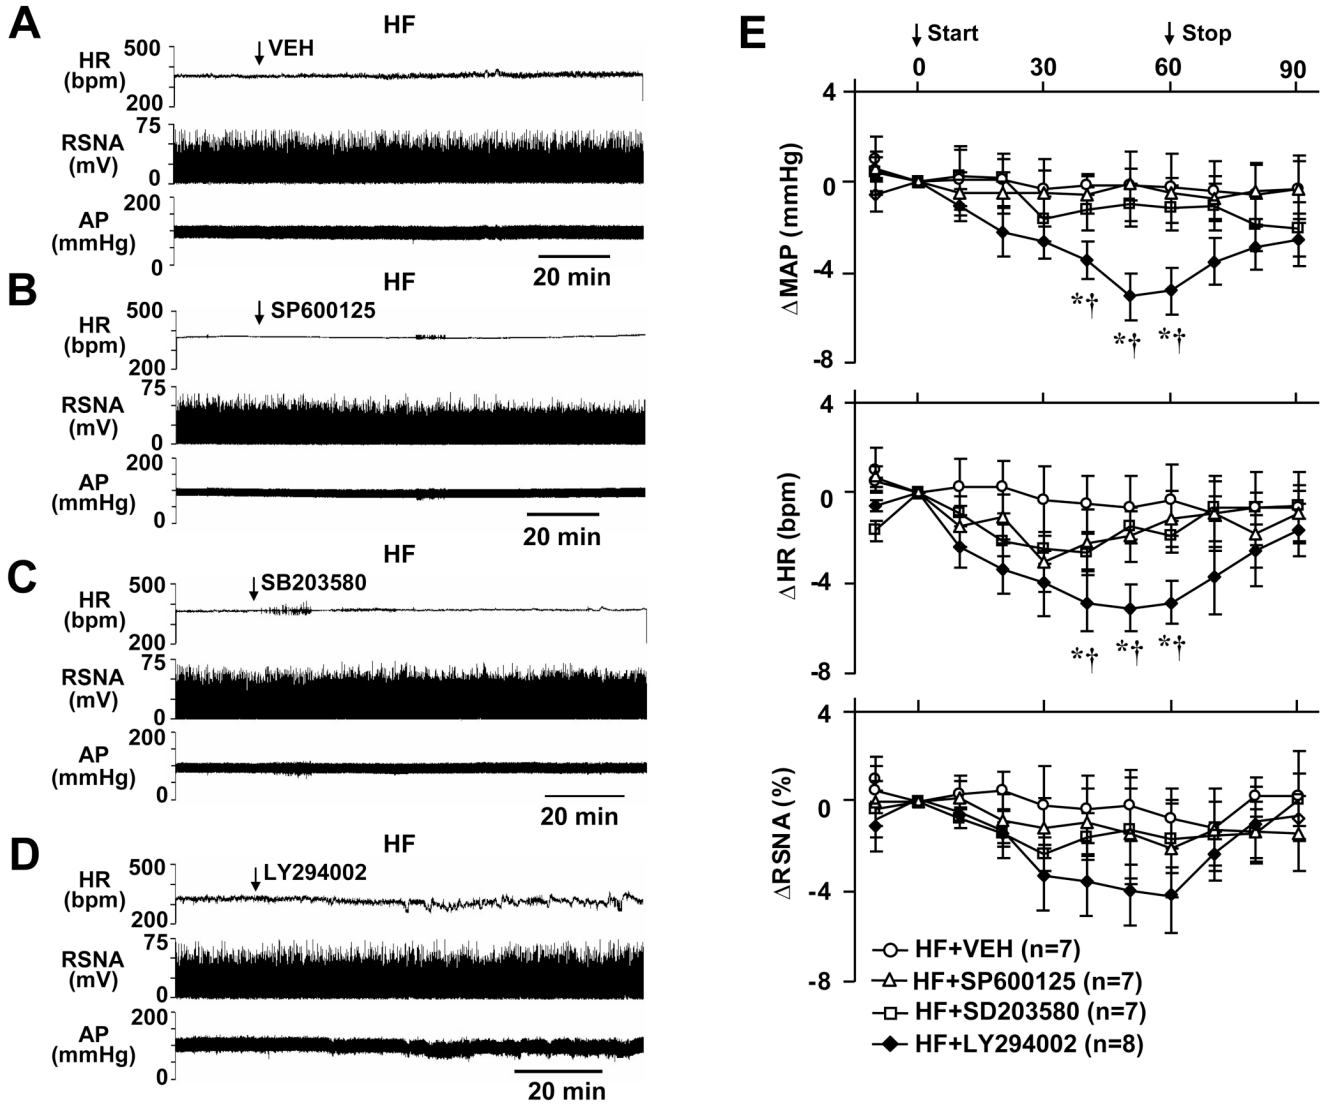 A
HF
HR
(bpm)
500
200
VEH
RSNA
(mV)
75
0
AP
(mmHg)
200
0
20 min
B
HF
HR
(bpm)
500
200
SP600125
RSNA
(mV)
75
0
AP
(mmHg)
200
0
20 min
C
HF
HR
(bpm)
500
200
SB203580
RSNA
(mV)
75
0
AP
(mmHg)
200
0
20 min
D
HF
HR
(bpm)
500
200
LY294002
RSNA
(mV)
75
0
AP
(mmHg)
200
0
20 min
E
Start
Stop
0 30 60 90
ΔMAP (mmHg)
4
0
-4
-8
*† *† *†
ΔHR (bpm)
4
0
-4
-8
*† *† *†
ΔRSNA (%)
4
0
-4
-8
HF+VEH (n=7)
HF+SP600125 (n=7)
HF+SD203580 (n=7)
HF+LY294002 (n=8)